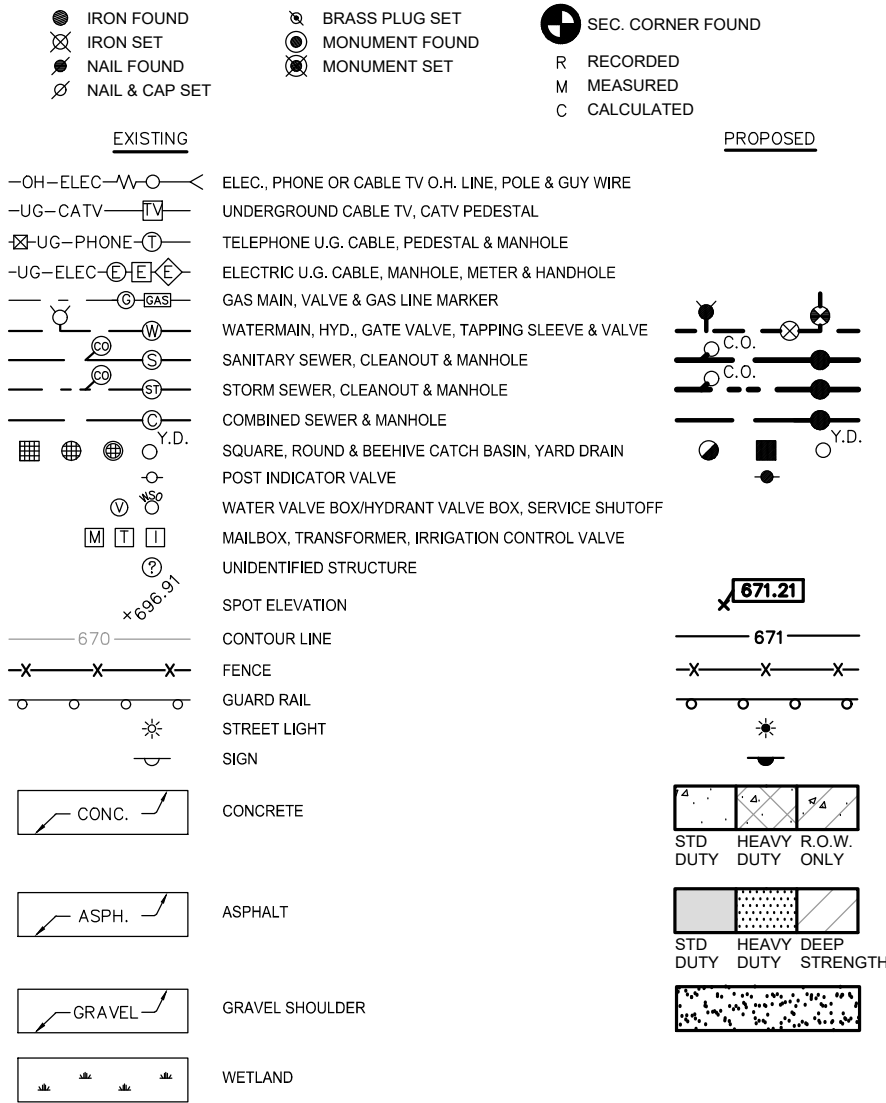 IRON FOUND
IRON SET
NAIL FOUND
NAIL & CAP SET
BRASS PLUG SET
MONUMENT FOUND
MONUMENT SET
SEC. CORNER FOUND
R RECORDED
M MEASURED
C CALCULATED
EXISTING PROPOSED
OH-ELEC ELEC., PHONE OR CABLE TV O.H. LINE, POLE & GUY WIRE
UG-CATV TV UNDERGROUND CABLE TV, CATV PEDESTAL
UG-PHONE T TELEPHONE U.G. CABLE, PEDESTAL & MANHOLE
UG-ELEC E E E ELECTRIC U.G. CABLE, MANHOLE, METER & HANDHOLE
G GAS GAS MAIN, VALVE & GAS LINE MARKER
W WATERMAIN, HYD., GATE VALVE, TAPPING SLEEVE & VALVE
CO S SANITARY SEWER, CLEANOUT & MANHOLE C.O.
CO ST STORM SEWER, CLEANOUT & MANHOLE C.O.
C COMBINED SEWER & MANHOLE
Y.D. SQUARE, ROUND & BEEHIVE CATCH BASIN, YARD DRAIN Y.D.
POST INDICATOR VALVE
V WSO WATER VALVE BOX/HYDRANT VALVE BOX, SERVICE SHUTOFF
M T I MAILBOX, TRANSFORMER, IRRIGATION CONTROL VALVE
? UNIDENTIFIED STRUCTURE
+696.91 SPOT ELEVATION 671.21
670 CONTOUR LINE 671
FENCE
GUARD RAIL
STREET LIGHT
SIGN
CONC. CONCRETE
STD DUTY
HEAVY DUTY
R.O.W. ONLY
ASPH. ASPHALT
STD DUTY
HEAVY DUTY
DEEP STRENGTH
GRAVEL GRAVEL SHOULDER
WETLAND